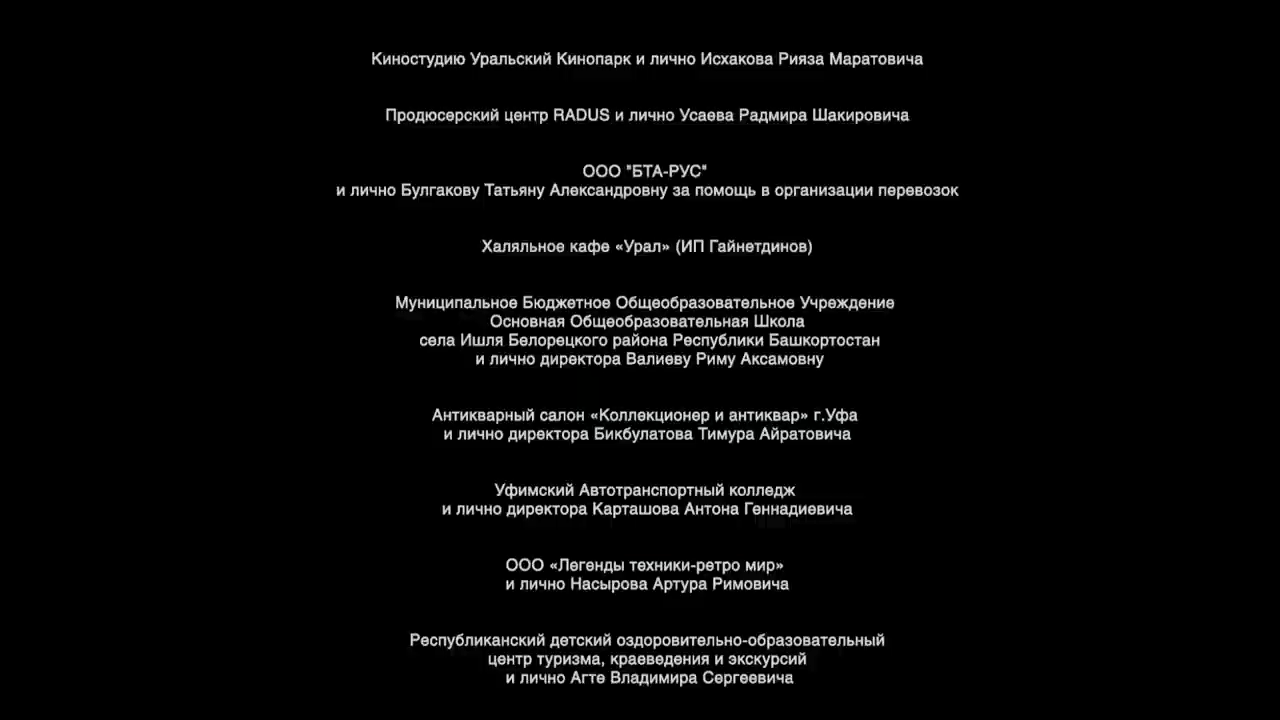 Киностудию Уральский Кинопарк и лично Исхакова Рияза Маратовича
Продюсерский центр RADUS и лично Усаева Радмира Шакировича
ООО "БТА-РУС"
и лично Булгакову Татьяну Александровну за помощь в организации перевозок
Халяльное кафе «Урал» (ИП Гайнетдинов)
Муниципальное Бюджетное Общеобразовательное Учреждение
Основная Общеобразовательная Школа
села Ишля Белорецкого района Республики Башкортостан
и лично директора Валиеву Риму Аксамовну
Антикварный салон «Коллекционер и антиквар» г.Уфа
и лично директора Бикбулатова Тимура Айратовича
Уфимский Автотранспортный колледж
и лично директора Карташова Антона Геннадиевича
ООО «Легенды техники-ретро мир»
и лично Насырова Артура Римовича
Республиканский детский оздоровительно-образовательный
центр туризма, краеведения и экскурсий
и лично Агте Владимира Сергеевича